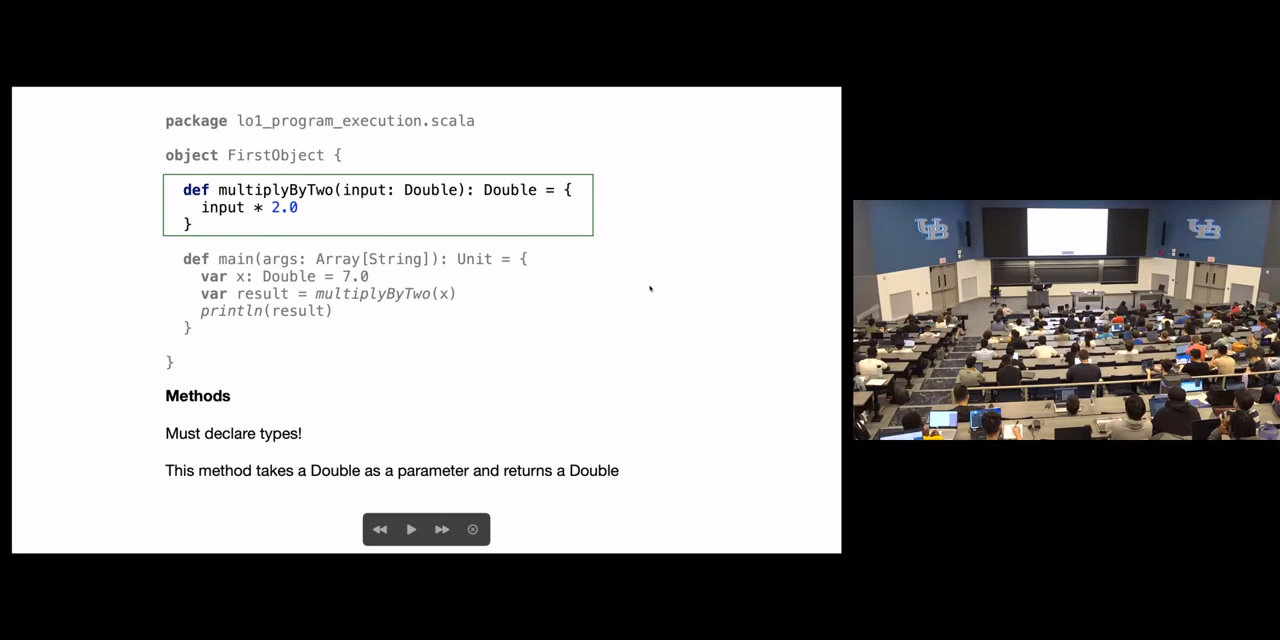 package lo1_program_execution.scala
object FirstObject {
def multiplyByTwo(input: Double): Double = {
input * 2.0
}
def main(args: Array[String]): Unit = {
var x: Double = 7.0
var result = multiplyByTwo(x)
println(result)
}
}
Methods
Must declare types!
This method takes a Double as a parameter and returns a Double
UB
UB